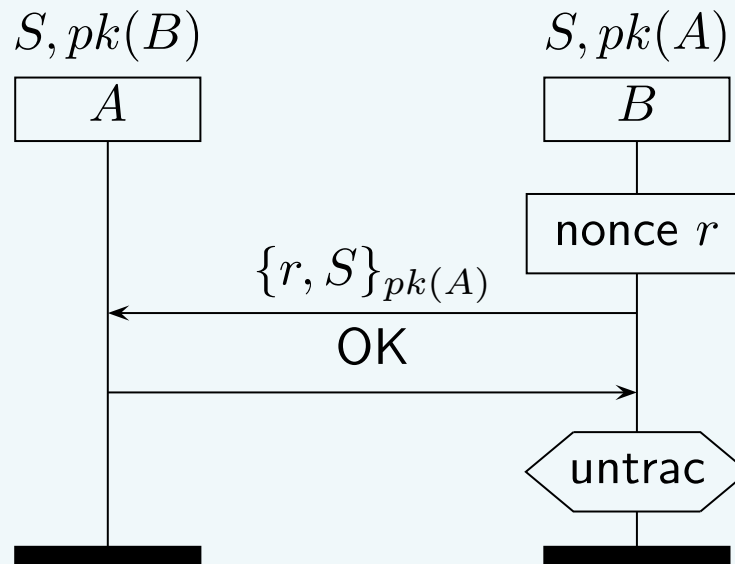 S, pk(B) S, pk(A)
A B
nonce r
{r, S}pk(A)
OK
untrac